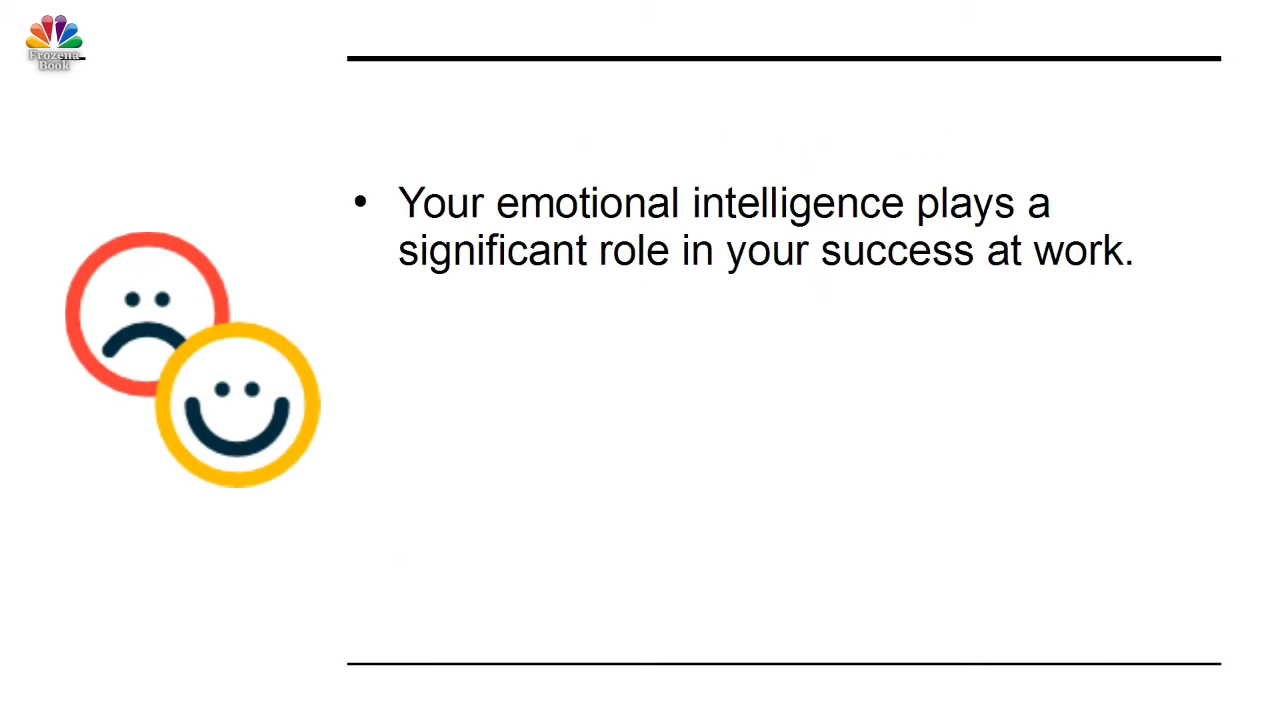 Frozena
Book
• Your emotional intelligence plays a
significant role in your success at work.